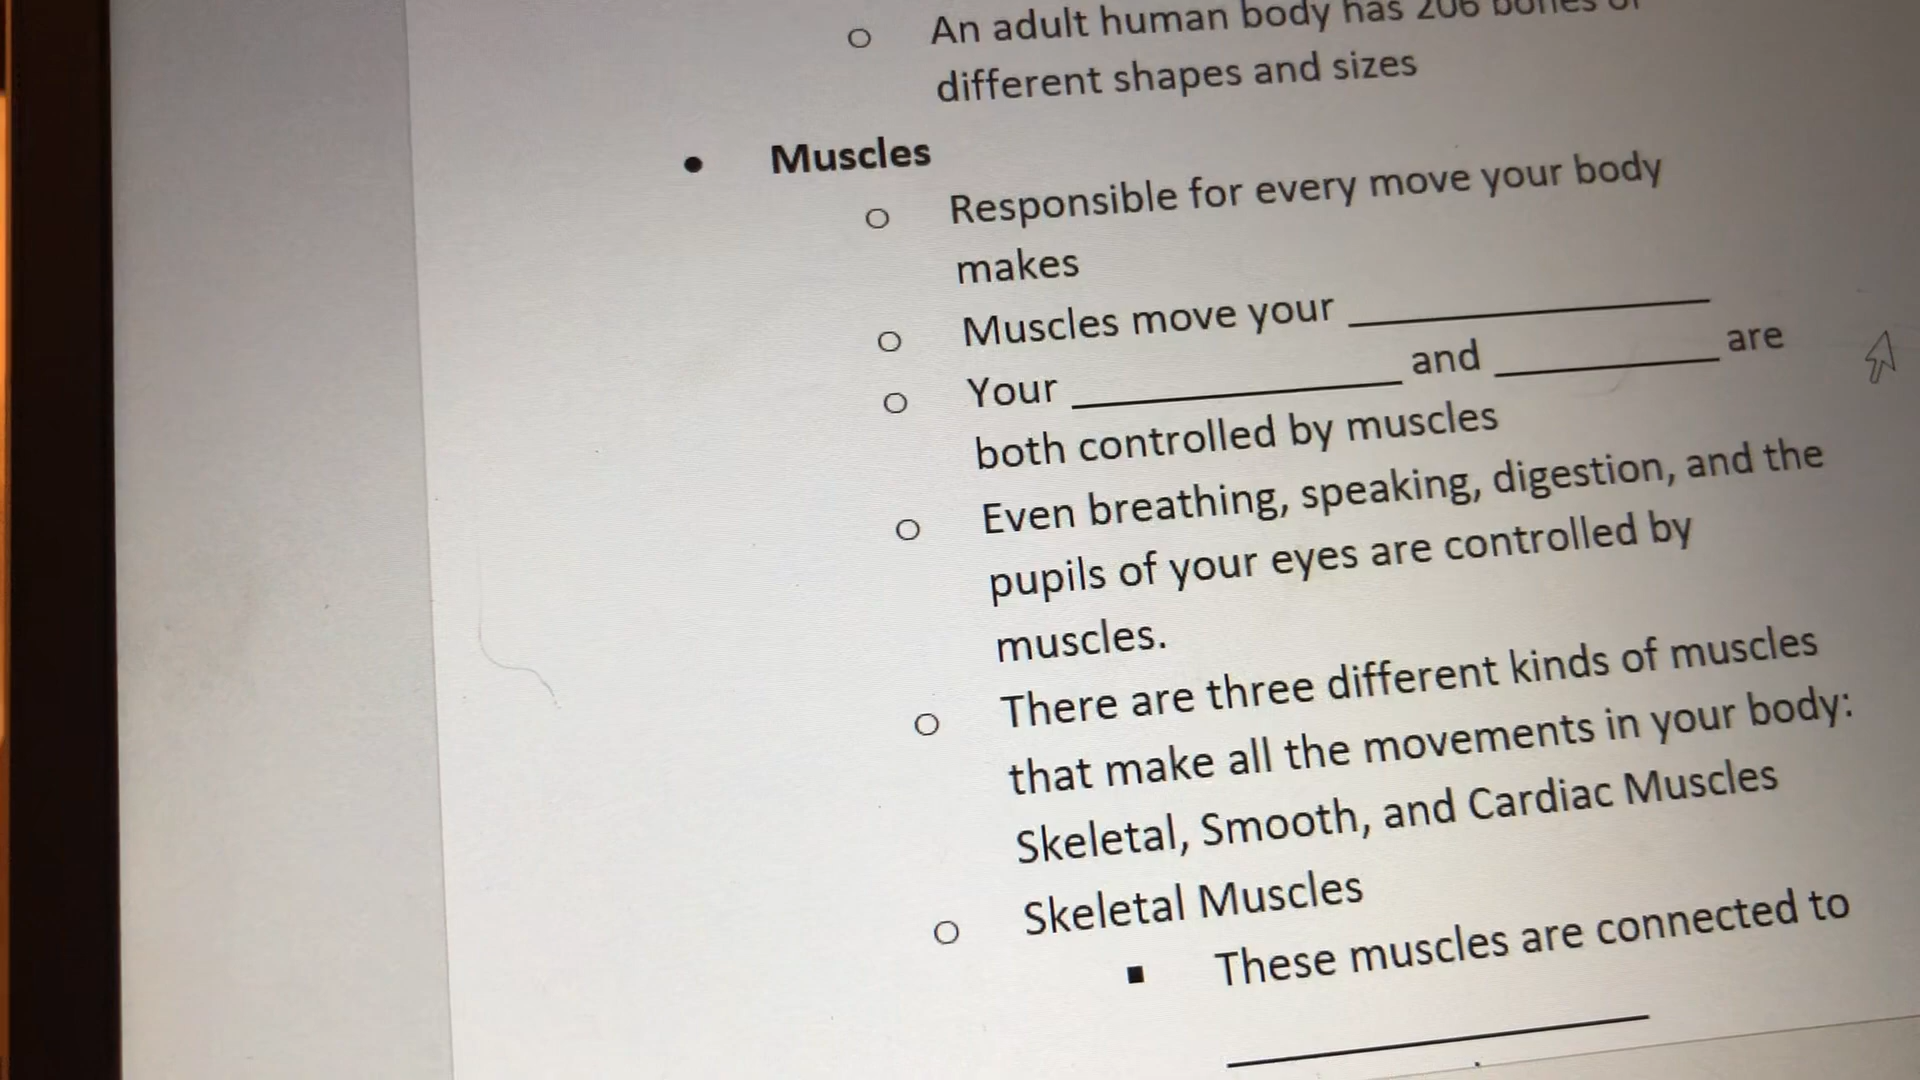 An adult human body has 206 bones of
different shapes and sizes
Muscles
Responsible for every move your body
makes
Muscles move your
Your and are
both controlled by muscles
Even breathing, speaking, digestion, and the
pupils of your eyes are controlled by
muscles.
There are three different kinds of muscles
that make all the movements in your body:
Skeletal, Smooth, and Cardiac Muscles
Skeletal Muscles
These muscles are connected to